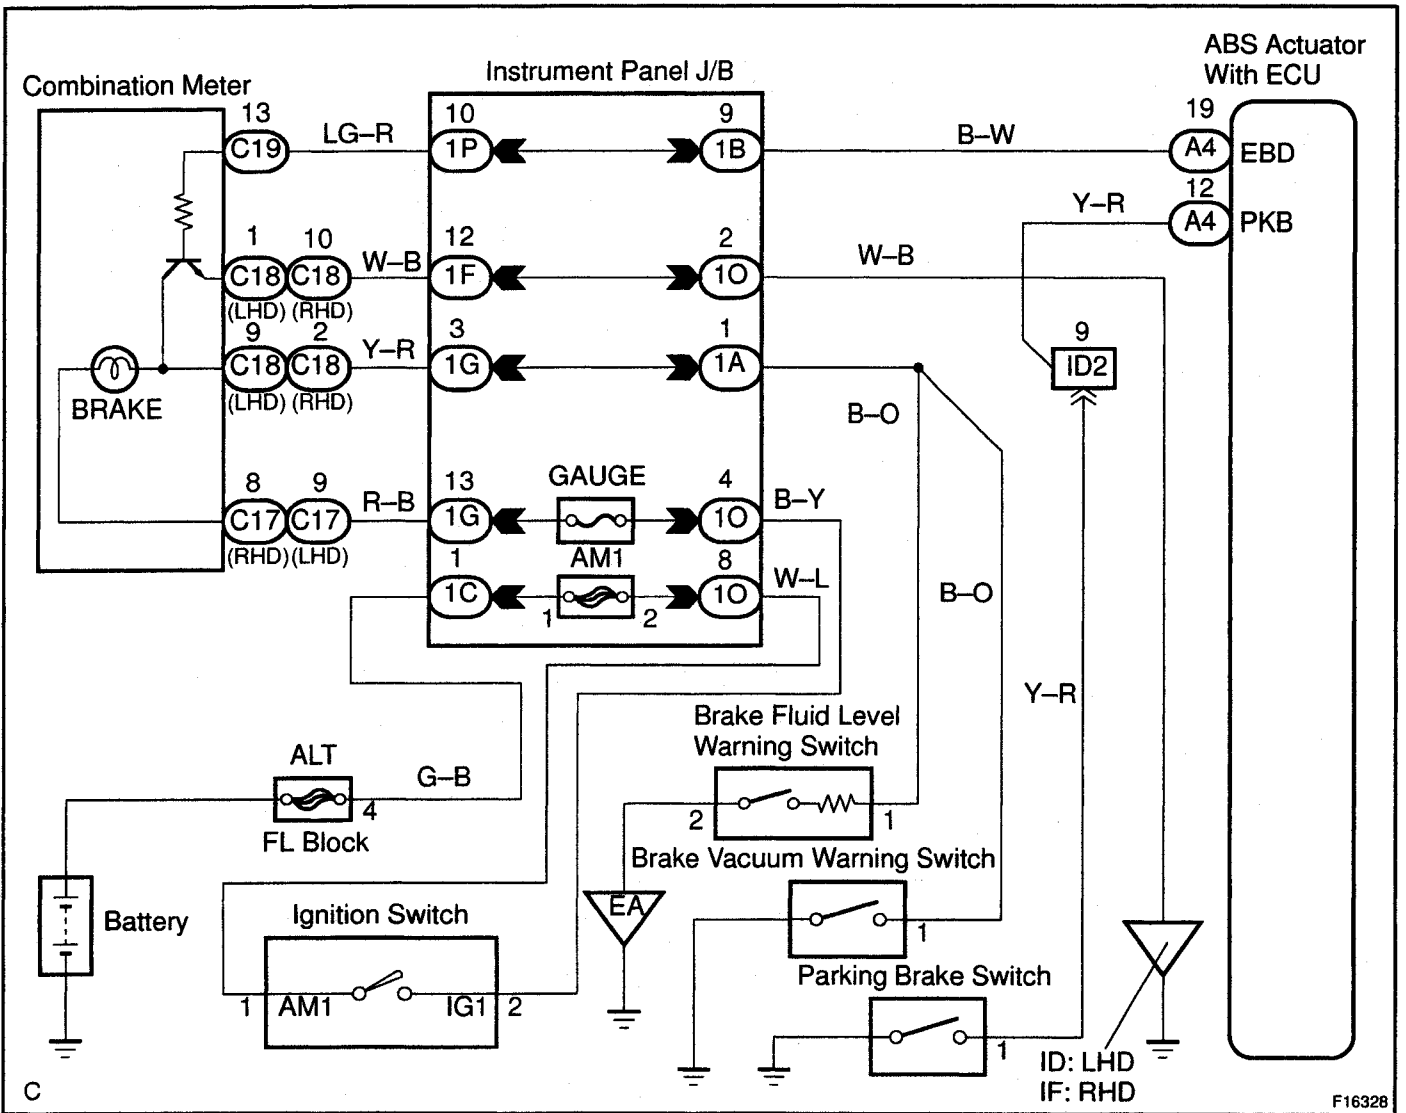 ABS Actuator
With ECU
Combination Meter
Instrument Panel J/B
13
C19
LG–R
10
1P
9
1B
B–W
19
A4
EBD
12
A4
PKB
Y–R
1
C18
(LHD)
10
C18
(RHD)
W–B
12
1F
2
1O
W–B
9
C18
(LHD)
2
C18
(RHD)
Y–R
3
1G
1
1A
9
ID2
BRAKE
B–O
8
C17
(RHD)
9
C17
(LHD)
R–B
13
1G
GAUGE
4
1O
B–Y
1
1C
AM1
1
2
8
1O
W–L
B–O
Y–R
Brake Fluid Level
Warning Switch
2
1
ALT
4
G–B
FL Block
Brake Vacuum Warning Switch
1
EA
Battery
Ignition Switch
1
AM1
IG1
2
Parking Brake Switch
1
ID: LHD
IF: RHD
C
F16328